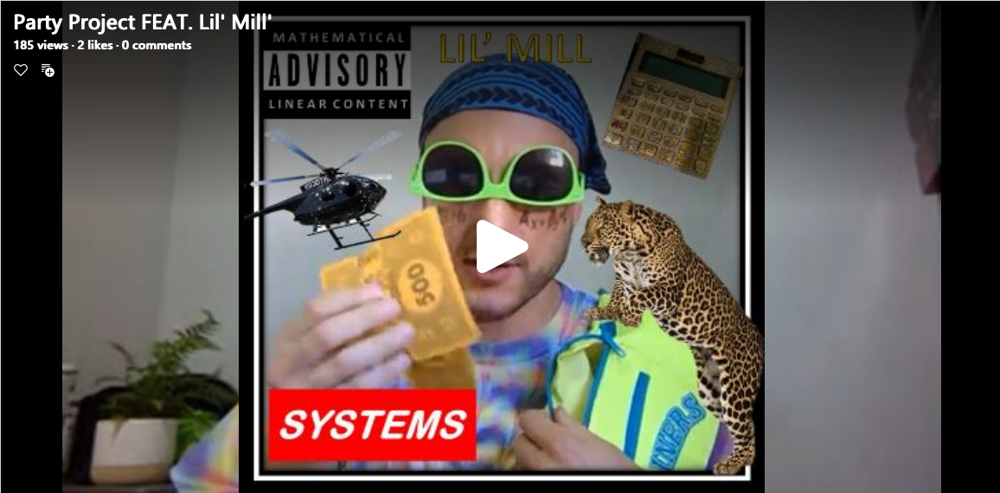 Party Project FEAT. Lil' Mill'
185 views · 2 likes · 0 comments
MATHEMATICAL
ADVISORY
LINEAR CONTENT
LIL' MILL
500
SYSTEMS